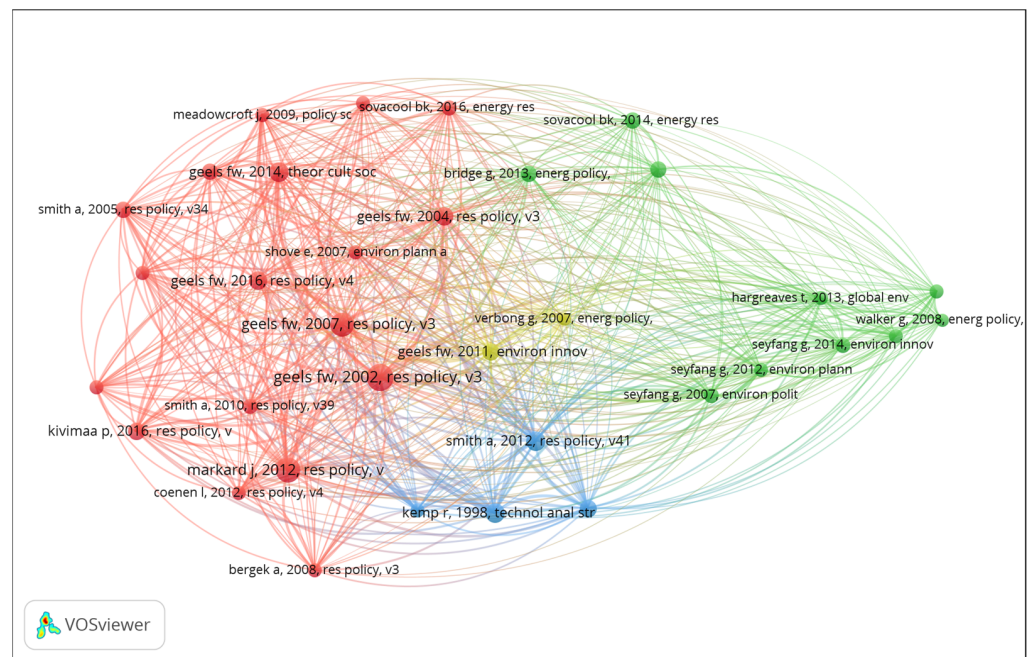 sovacool bk, 2016, energy res
meadowcroft j, 2009, policy sc
sovacool bk, 2014, energy res
geels fw, 2014, theor cult soc
bridge g, 2013, energ policy,
smith a, 2005, res policy, v34
geels fw, 2004, res policy, v3
shove e, 2007, environ plann a
geels fw, 2016, res policy, v4
hargreaves t, 2013, global env
verbong g, 2007, energ policy,
walker g, 2008, energ policy,
geels fw, 2007, res policy, v3
seyfang g, 2014, environ innov
geels fw, 2011, environ innov
seyfang g, 2012, environ plann
geels fw, 2002, res policy, v3
seyfang g, 2007, environ polit
smith a, 2010, res policy, v39
kivimaa p, 2016, res policy, v
smith a, 2012, res policy, v41
markard j, 2012, res policy, v
coenen l, 2012, res policy, v4
kemp r, 1998, technol anal str
bergek a, 2008, res policy, v3
VOSviewer